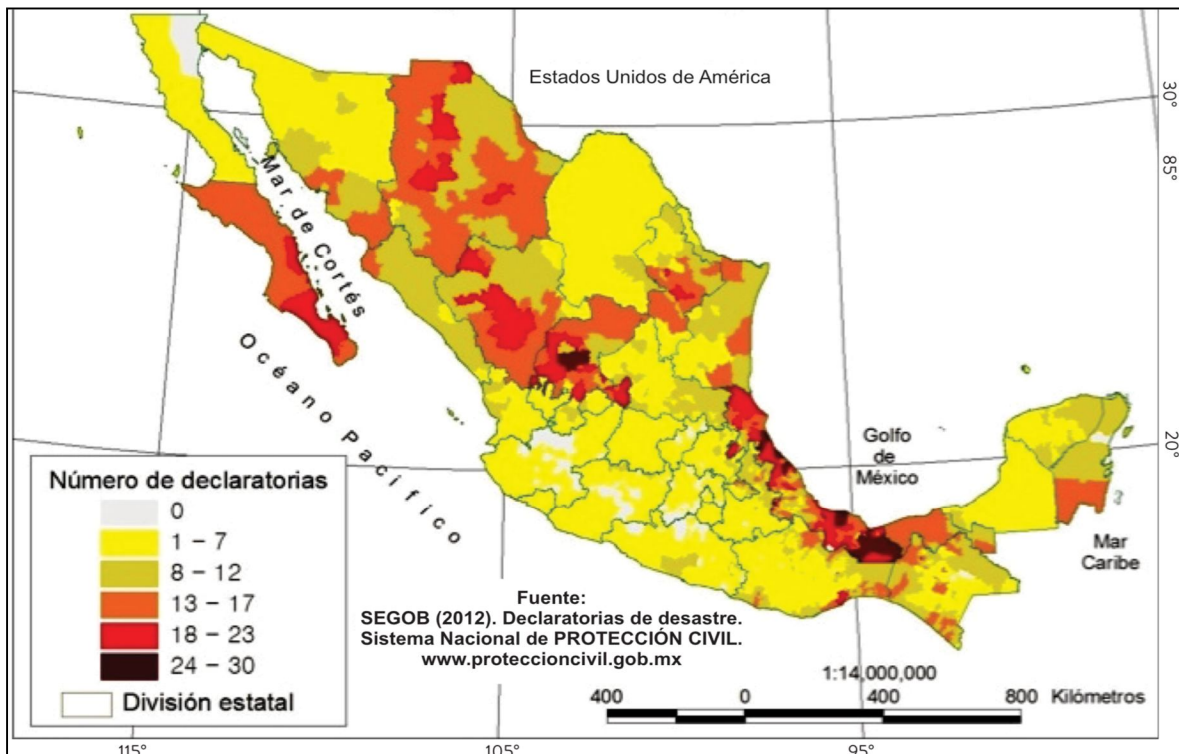 Estados Unidos de América
30°
85°
Mar de Cortés
Océano Pacífico
Golfo
de
México
20°
Mar
Caribe
Número de declaratorias
0
1 – 7
8 – 12
13 – 17
18 – 23
24 – 30
División estatal
Fuente:
SEGOB (2012). Declaratorias de desastre.
Sistema Nacional de PROTECCIÓN CIVIL.
www.proteccioncivil.gob.mx
1:14,000,000
400 0 400 800 Kilómetros
115° 105° 95°